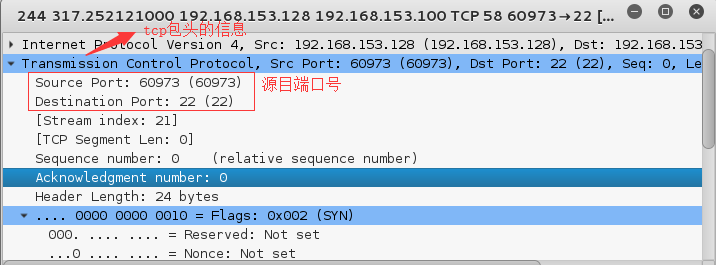 244 317.252121000 192.168.153.128 192.168.153.100 TCP 58 60973→22 [...
tcp包头的信息
Internet Protocol Version 4, Src: 192.168.153.128 (192.168.153.128), Dst: 192.168.153
Transmission Control Protocol, Src Port: 60973 (60973), Dst Port: 22 (22), Seq: 0, Le
Source Port: 60973 (60973)
源目端口号
Destination Port: 22 (22)
[Stream index: 21]
[TCP Segment Len: 0]
Sequence number: 0 (relative sequence number)
Acknowledgment number: 0
Header Length: 24 bytes
.... 0000 0000 0010 = Flags: 0x002 (SYN)
000. .... .... = Reserved: Not set
...0 .... .... = Nonce: Not set